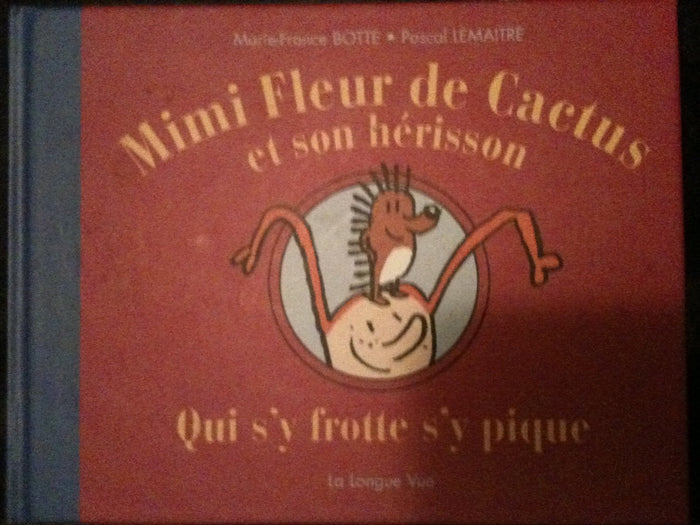 Marie-France BOTTE • Pascal LEMAITRE
Mimi Fleur de Cactus
et son hérisson
Qui s'y frotte s'y pique
La Longue Vue